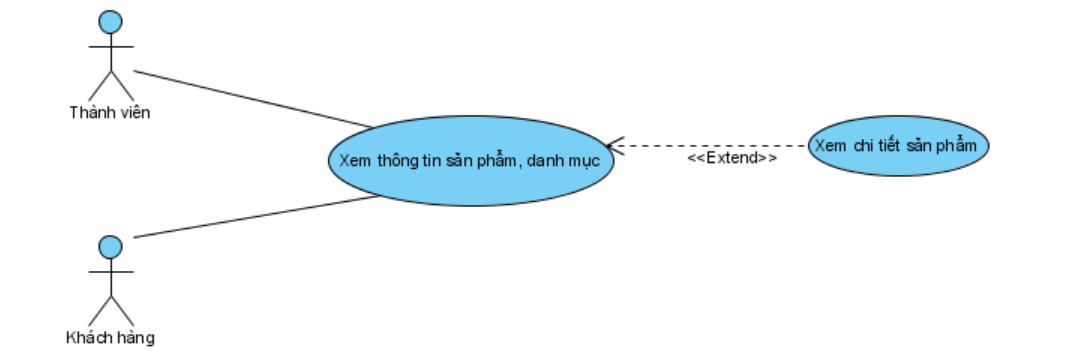 Thành viên
Xem thông tin sản phẩm, danh mục
<<Extend>>
Xem chi tiết sản phẩm
Khách hàng